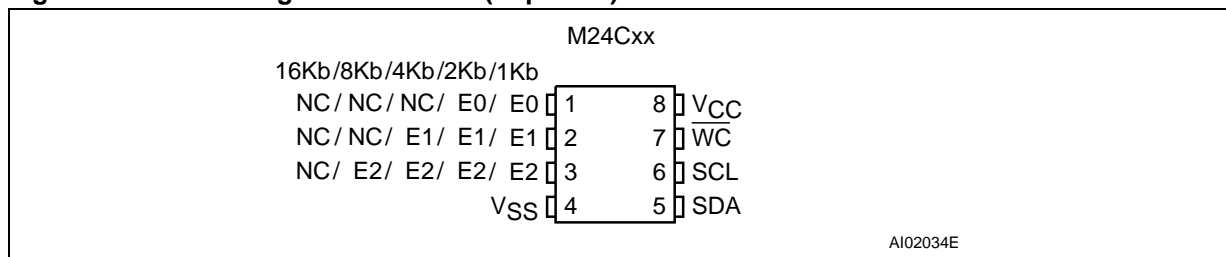 M24Cxx
16Kb/8Kb/4Kb/2Kb/1Kb
NC/ NC/ NC/ E0/ E0 1 8 VCC
NC/ NC/ E1/ E1/ E1 2 7 WC
NC/ E2/ E2/ E2/ E2 3 6 SCL
VSS 4 5 SDA
AI02034E